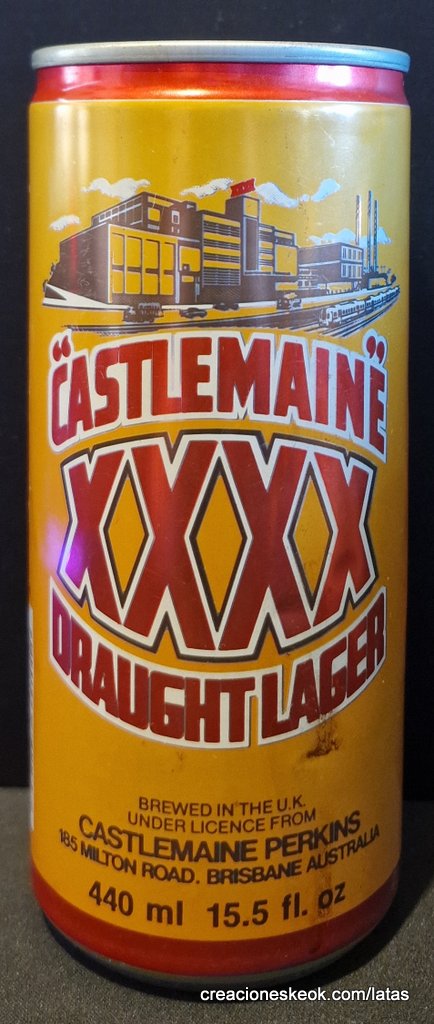 XXXX
"CASTLEMAINE"
XXXX
DRAUGHT LAGER
BREWED IN THE U.K.
UNDER LICENCE FROM
CASTLEMAINE PERKINS
185 MILTON ROAD. BRISBANE AUSTRALIA
440 ml 15.5 fl. oz
creacioneskeok.com/latas